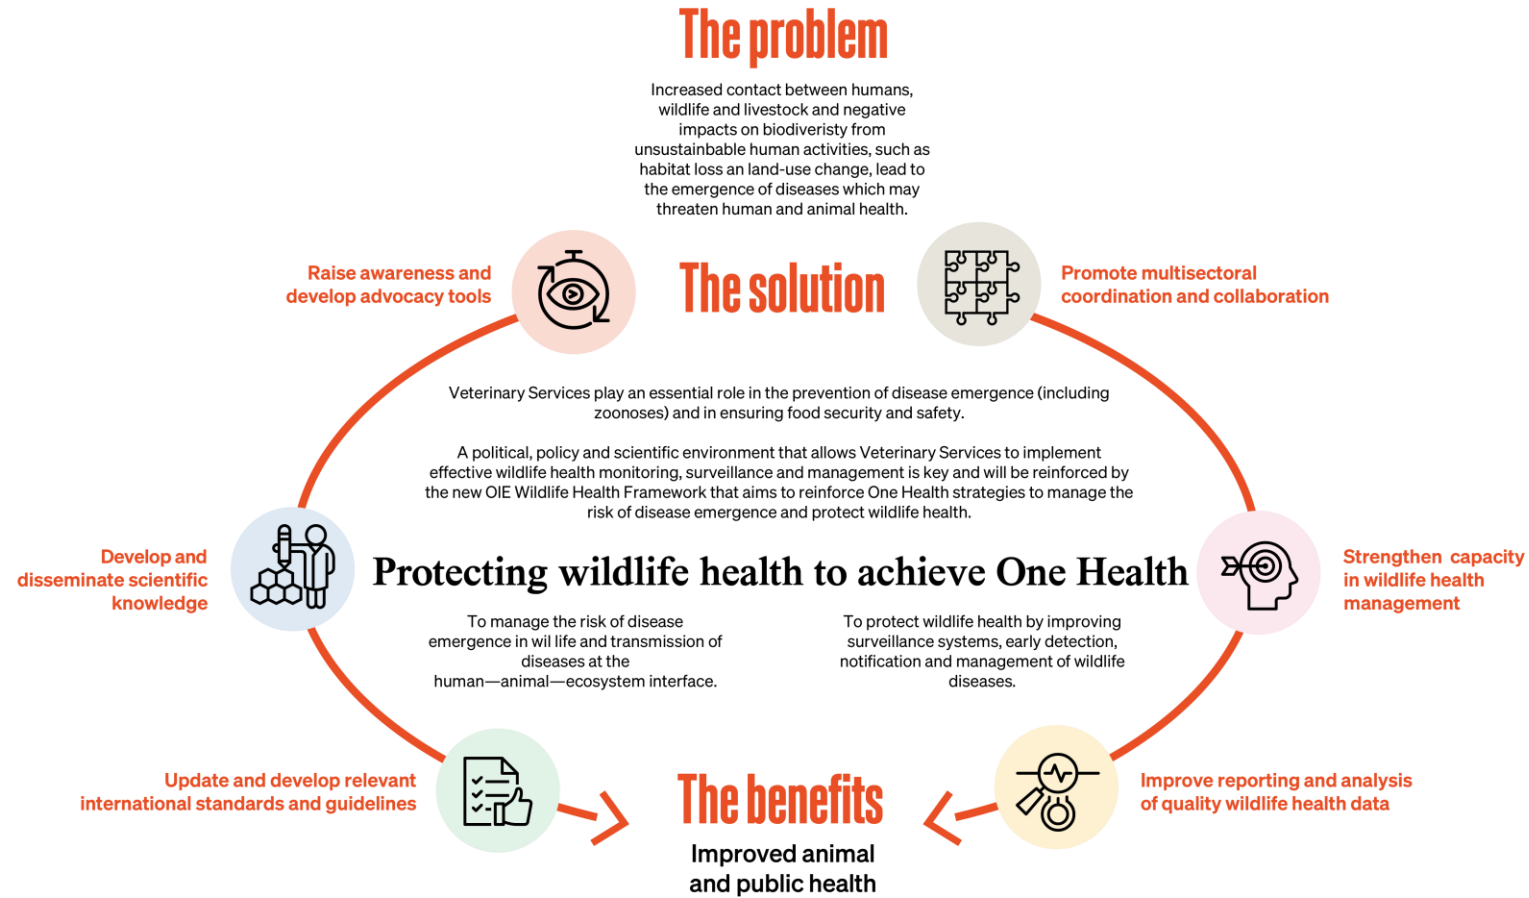 The problem
Increased contact between humans,
wildlife and livestock and negative
impacts on biodiveristy from
unsustainbable human activities, such as
habitat loss an land-use change, lead to
the emergence of diseases which may
threaten human and animal health.
Raise awareness and
develop advocacy tools
The solution
Promote multisectoral
coordination and collaboration
Veterinary Services play an essential role in the prevention of disease emergence (including
zoonoses) and in ensuring food security and safety.
A political, policy and scientific environment that allows Veterinary Services to implement
effective wildlife health monitoring, surveillance and management is key and will be reinforced by
the new OIE Wildlife Health Framework that aims to reinforce One Health strategies to manage the
risk of disease emergence and protect wildlife health.
Develop and
disseminate scientific
knowledge
Protecting wildlife health to achieve One Health
Strengthen capacity
in wildlife health
management
To manage the risk of disease
emergence in wil life and transmission of
diseases at the
human—animal—ecosystem interface.
To protect wildlife health by improving
surveillance systems, early detection,
notification and management of wildlife
diseases.
Update and develop relevant
international standards and guidelines
The benefits
Improved animal
and public health
Improve reporting and analysis
of quality wildlife health data